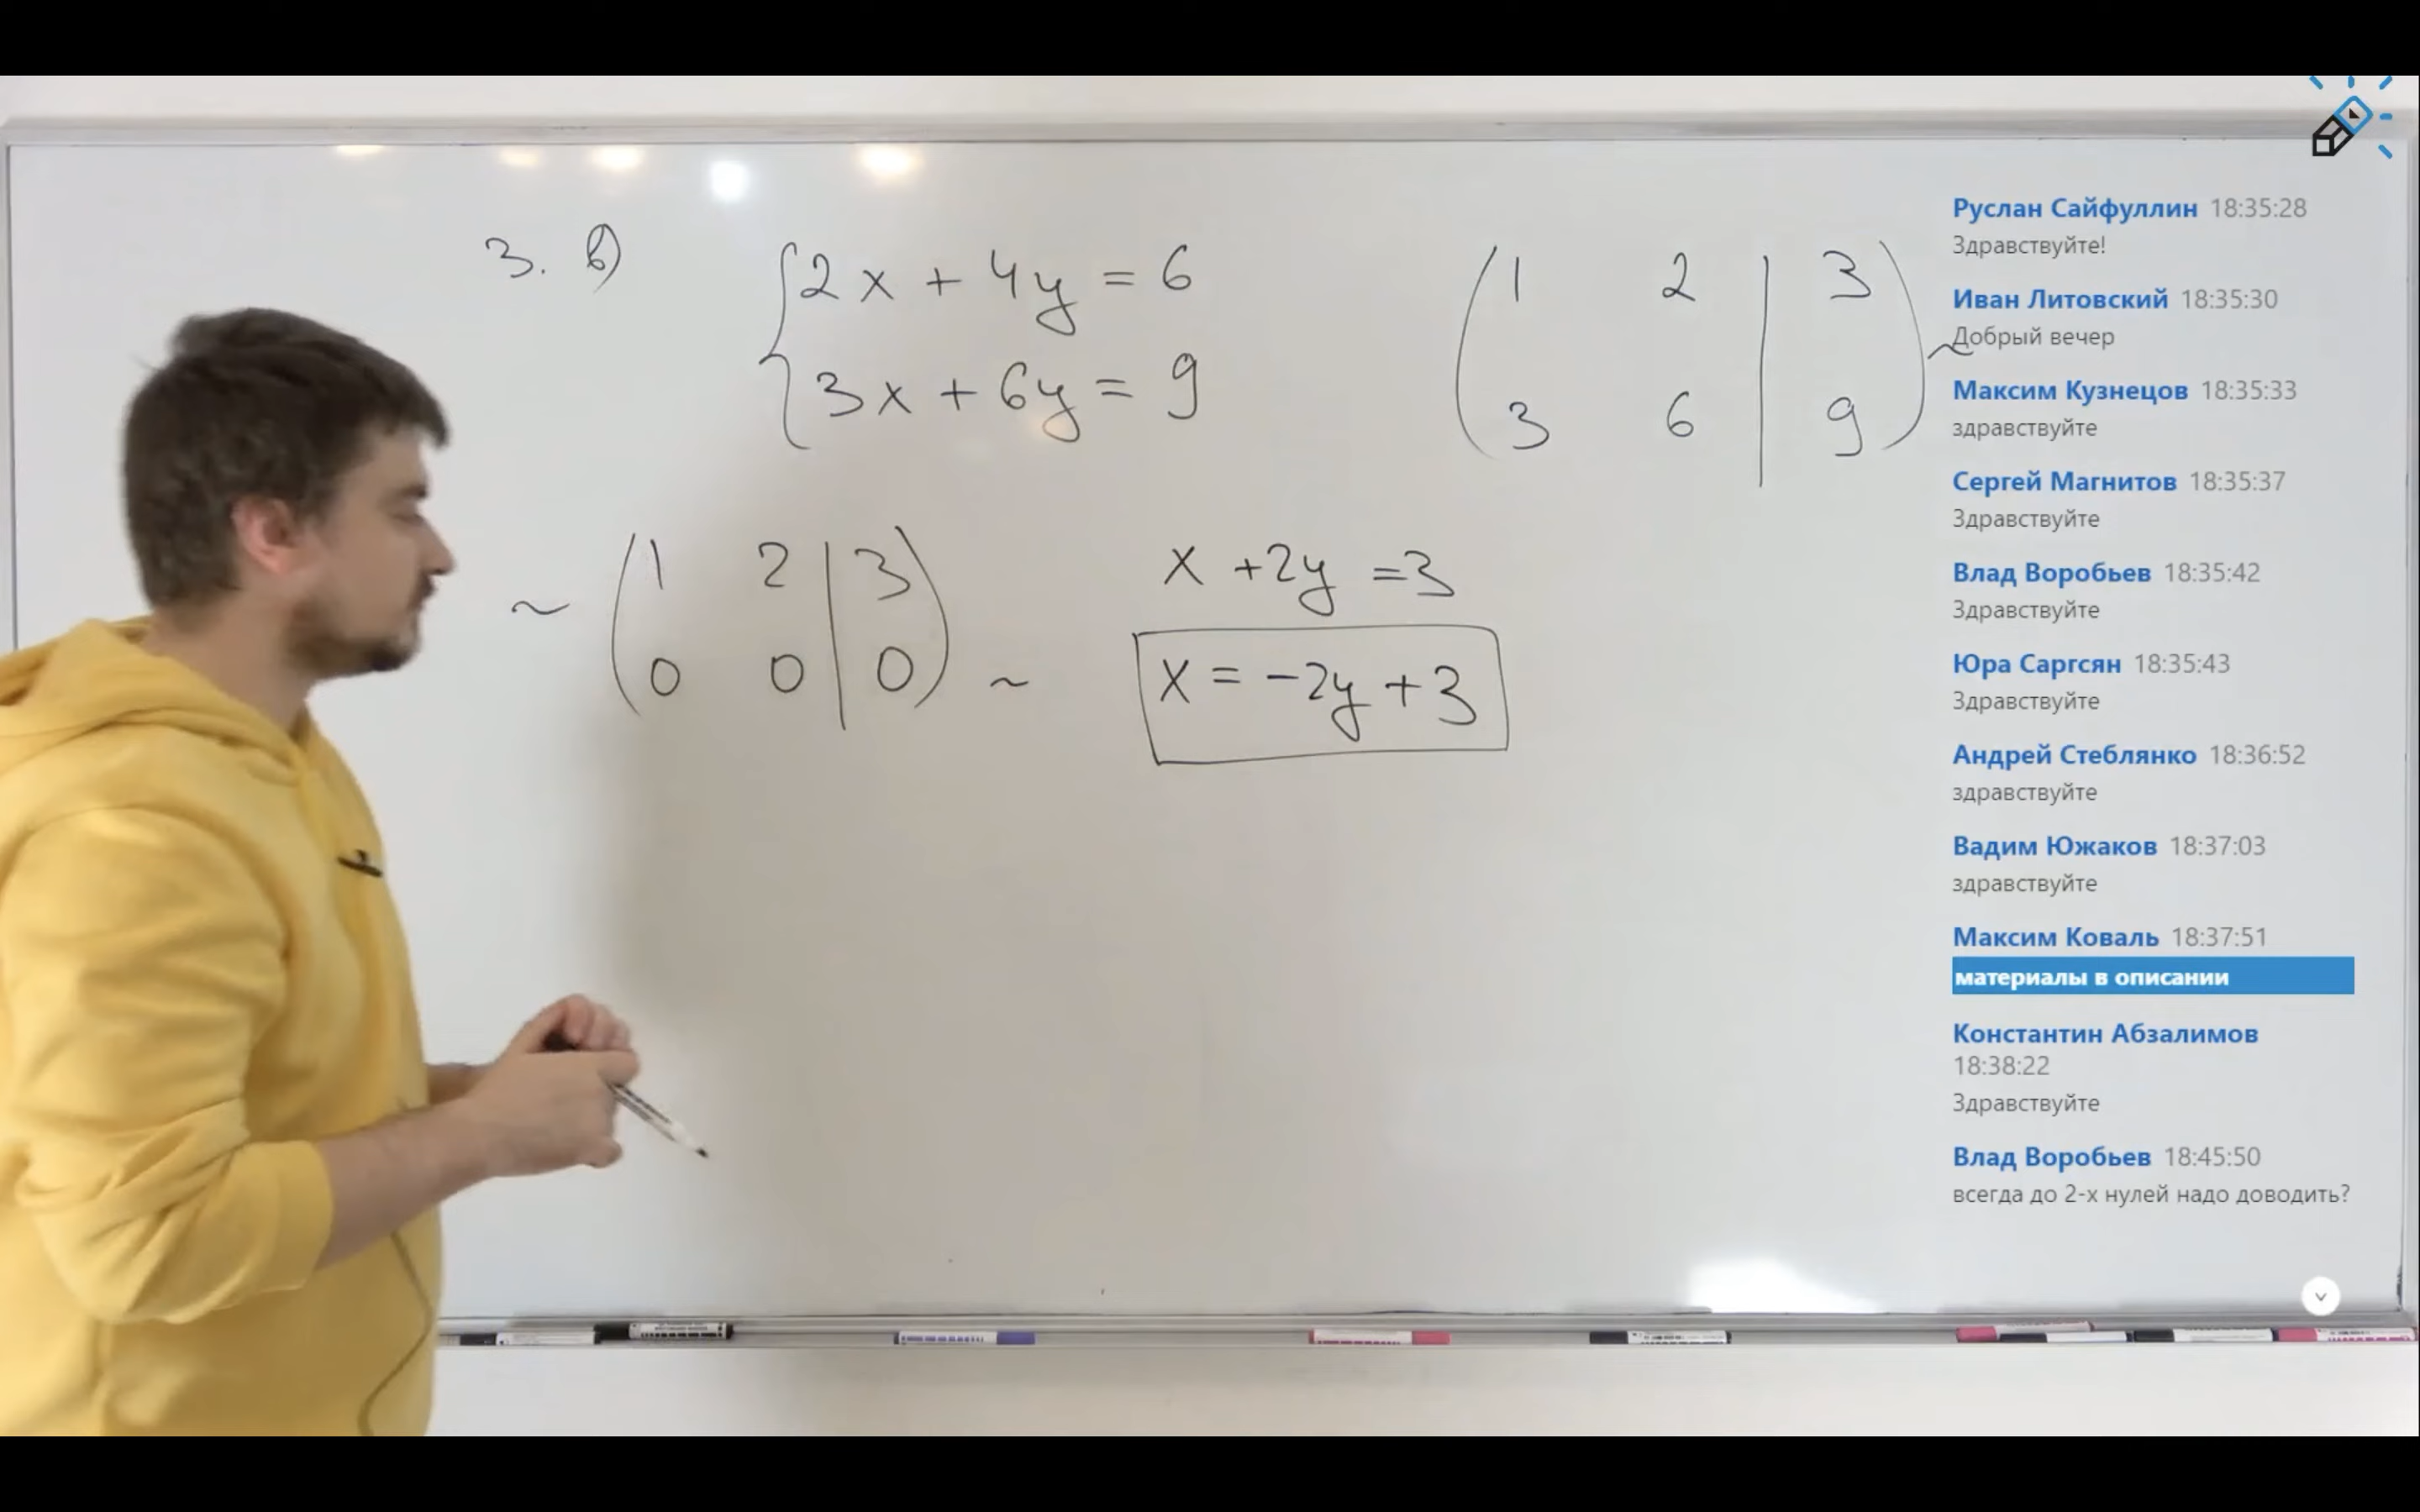 3. в)
2x + 4y = 6
3x + 6y = 9
( 1 2 | 3 )
( 3 6 | 9 ) ~
~ ( 1 2 | 3 )
( 0 0 | 0 ) ~
x + 2y = 3
x = -2y + 3
Руслан Сайфуллин 18:35:28
Здравствуйте!
Иван Литовский 18:35:30
Добрый вечер
Максим Кузнецов 18:35:33
здравствуйте
Сергей Магнитов 18:35:37
Здравствуйте
Влад Воробьев 18:35:42
Здравствуйте
Юра Саргсян 18:35:43
Здравствуйте
Андрей Стеблянко 18:36:52
здравствуйте
Вадим Южаков 18:37:03
здравствуйте
Максим Коваль 18:37:51
материалы в описании
Константин Абзалимов
18:38:22
Здравствуйте
Влад Воробьев 18:45:50
всегда до 2-х нулей надо доводить?